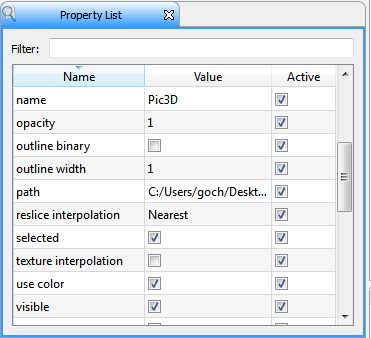 Property List
Filter:
Name Value Active
name Pic3D
opacity 1
outline binary
outline width 1
path C:/Users/goch/Deskt...
reslice interpolation Nearest
selected
texture interpolation
use color
visible